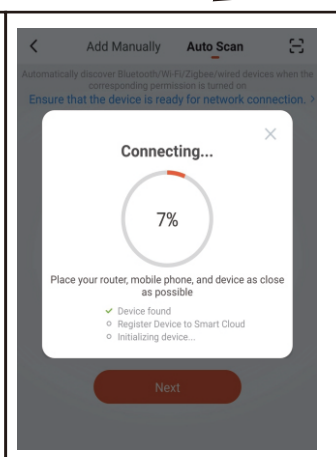 Add Manually Auto Scan
Automatically discover Bluetooth/Wi-Fi/Zigbee/wired devices when the
corresponding permission is turned on
Ensure that the device is ready for network connection. >
Connecting...
7%
Place your router, mobile phone, and device as close
as possible
Device found
Register Device to Smart Cloud
Initializing device...
Next